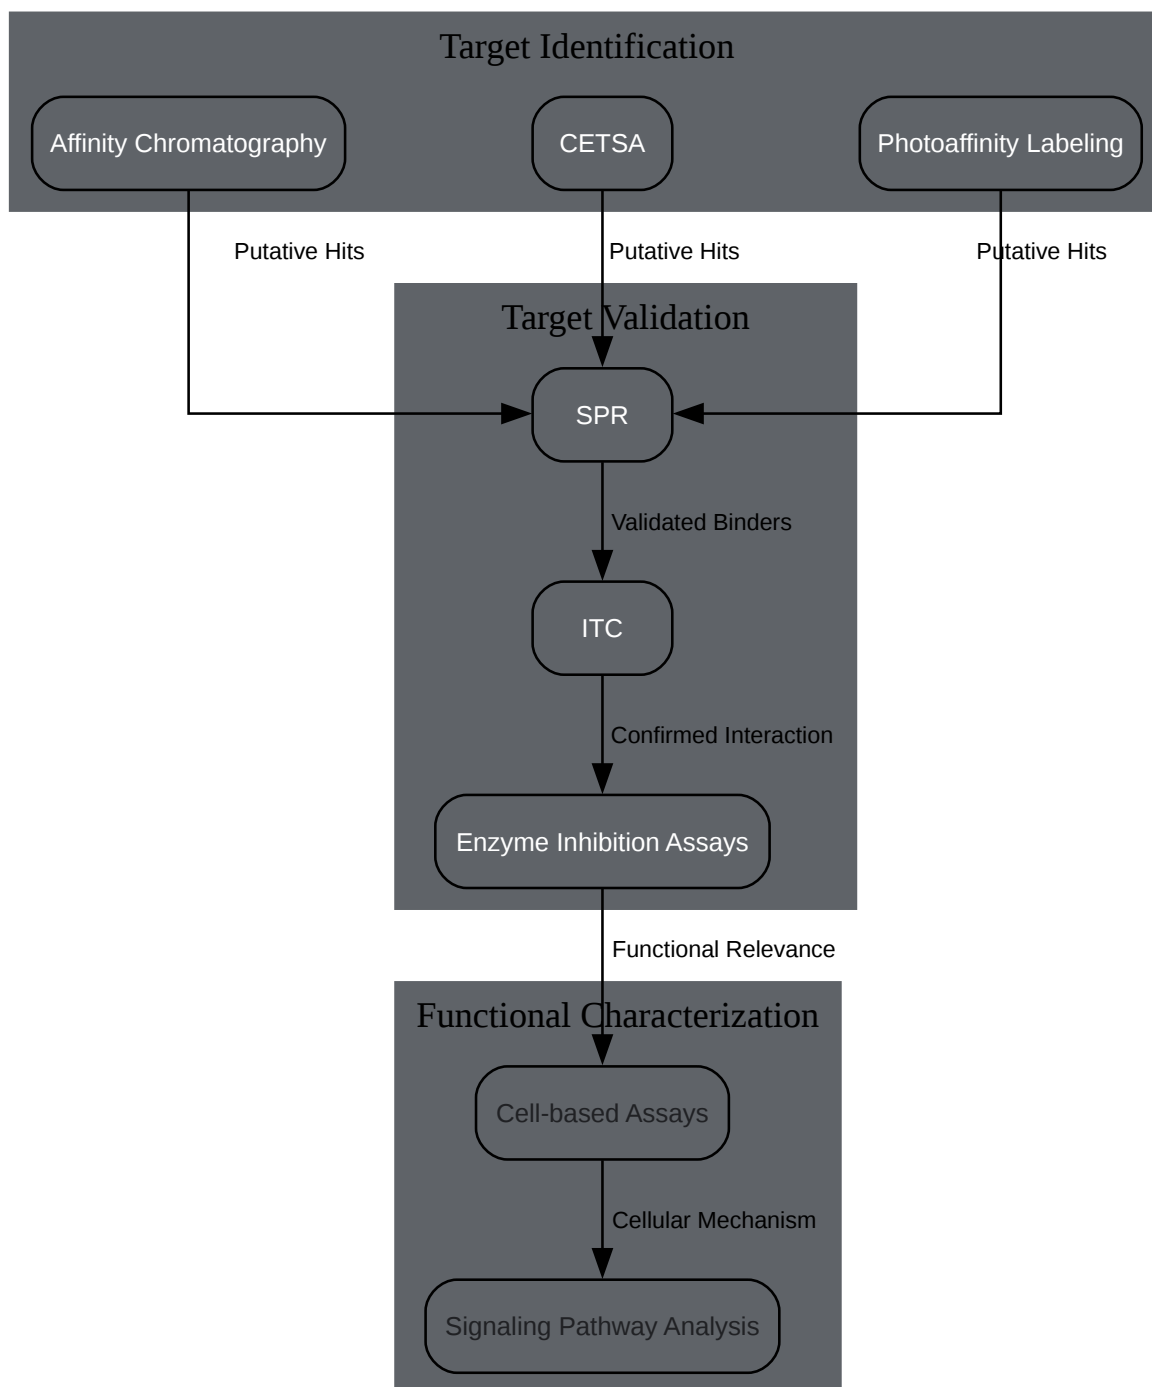 Target Identification
Affinity Chromatography
CETSA
Photoaffinity Labeling
Putative Hits
Putative Hits
Putative Hits
Target Validation
SPR
Validated Binders
ITC
Confirmed Interaction
Enzyme Inhibition Assays
Functional Relevance
Functional Characterization
Cell-based Assays
Cellular Mechanism
Signaling Pathway Analysis